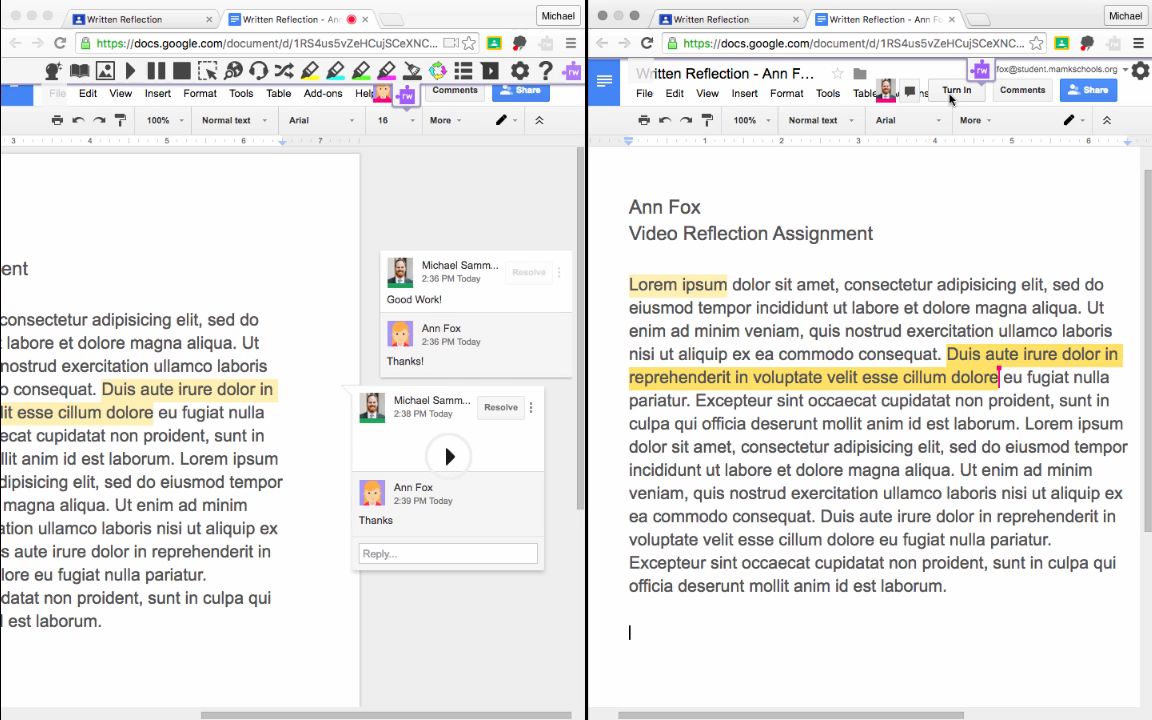 Written Reflection
Written Reflection - Ann
Michael
https://docs.google.com/document/d/1RS4us5vZeHCujSCeXNC...
File Edit View Insert Format Tools Table Add-ons Help
Comments
Share
100% Normal text Arial 16 More
3 4 5 6 7
ent
consectetur adipisicing elit, sed do
labore et dolore magna aliqua. Ut
nostrud exercitation ullamco laboris
o consequat. Duis aute irure dolor in
lit esse cillum dolore eu fugiat nulla
ecat cupidatat non proident, sunt in
llit anim id est laborum. Lorem ipsum
dipisicing elit, sed do eiusmod tempor
magna aliqua. Ut enim ad minim
ation ullamco laboris nisi ut aliquip ex
s aute irure dolor in reprehenderit in
lore eu fugiat nulla pariatur.
datat non proident, sunt in culpa qui
l est laborum.
Michael Samm...
2:36 PM Today
Resolve
Good Work!
Ann Fox
2:36 PM Today
Thanks!
Michael Samm...
2:38 PM Today
Resolve
Ann Fox
2:39 PM Today
Thanks
Reply...
Written Reflection
Written Reflection - Ann Fo
Michael
https://docs.google.com/document/d/1RS4us5vZeHCujSCeXNC...
Written Reflection - Ann F...
fox@student.mamkschools.org
File Edit View Insert Format Tools Table
Turn In
Comments
Share
100% Normal text Arial More
1 2 3 4 5 6
Ann Fox
Video Reflection Assignment
Lorem ipsum dolor sit amet, consectetur adipisicing elit, sed do
eiusmod tempor incididunt ut labore et dolore magna aliqua. Ut
enim ad minim veniam, quis nostrud exercitation ullamco laboris
nisi ut aliquip ex ea commodo consequat. Duis aute irure dolor in
reprehenderit in voluptate velit esse cillum dolore eu fugiat nulla
pariatur. Excepteur sint occaecat cupidatat non proident, sunt in
culpa qui officia deserunt mollit anim id est laborum. Lorem ipsum
dolor sit amet, consectetur adipisicing elit, sed do eiusmod tempor
incididunt ut labore et dolore magna aliqua. Ut enim ad minim
veniam, quis nostrud exercitation ullamco laboris nisi ut aliquip ex
ea commodo consequat. Duis aute irure dolor in reprehenderit in
voluptate velit esse cillum dolore eu fugiat nulla pariatur.
Excepteur sint occaecat cupidatat non proident, sunt in culpa qui
officia deserunt mollit anim id est laborum.